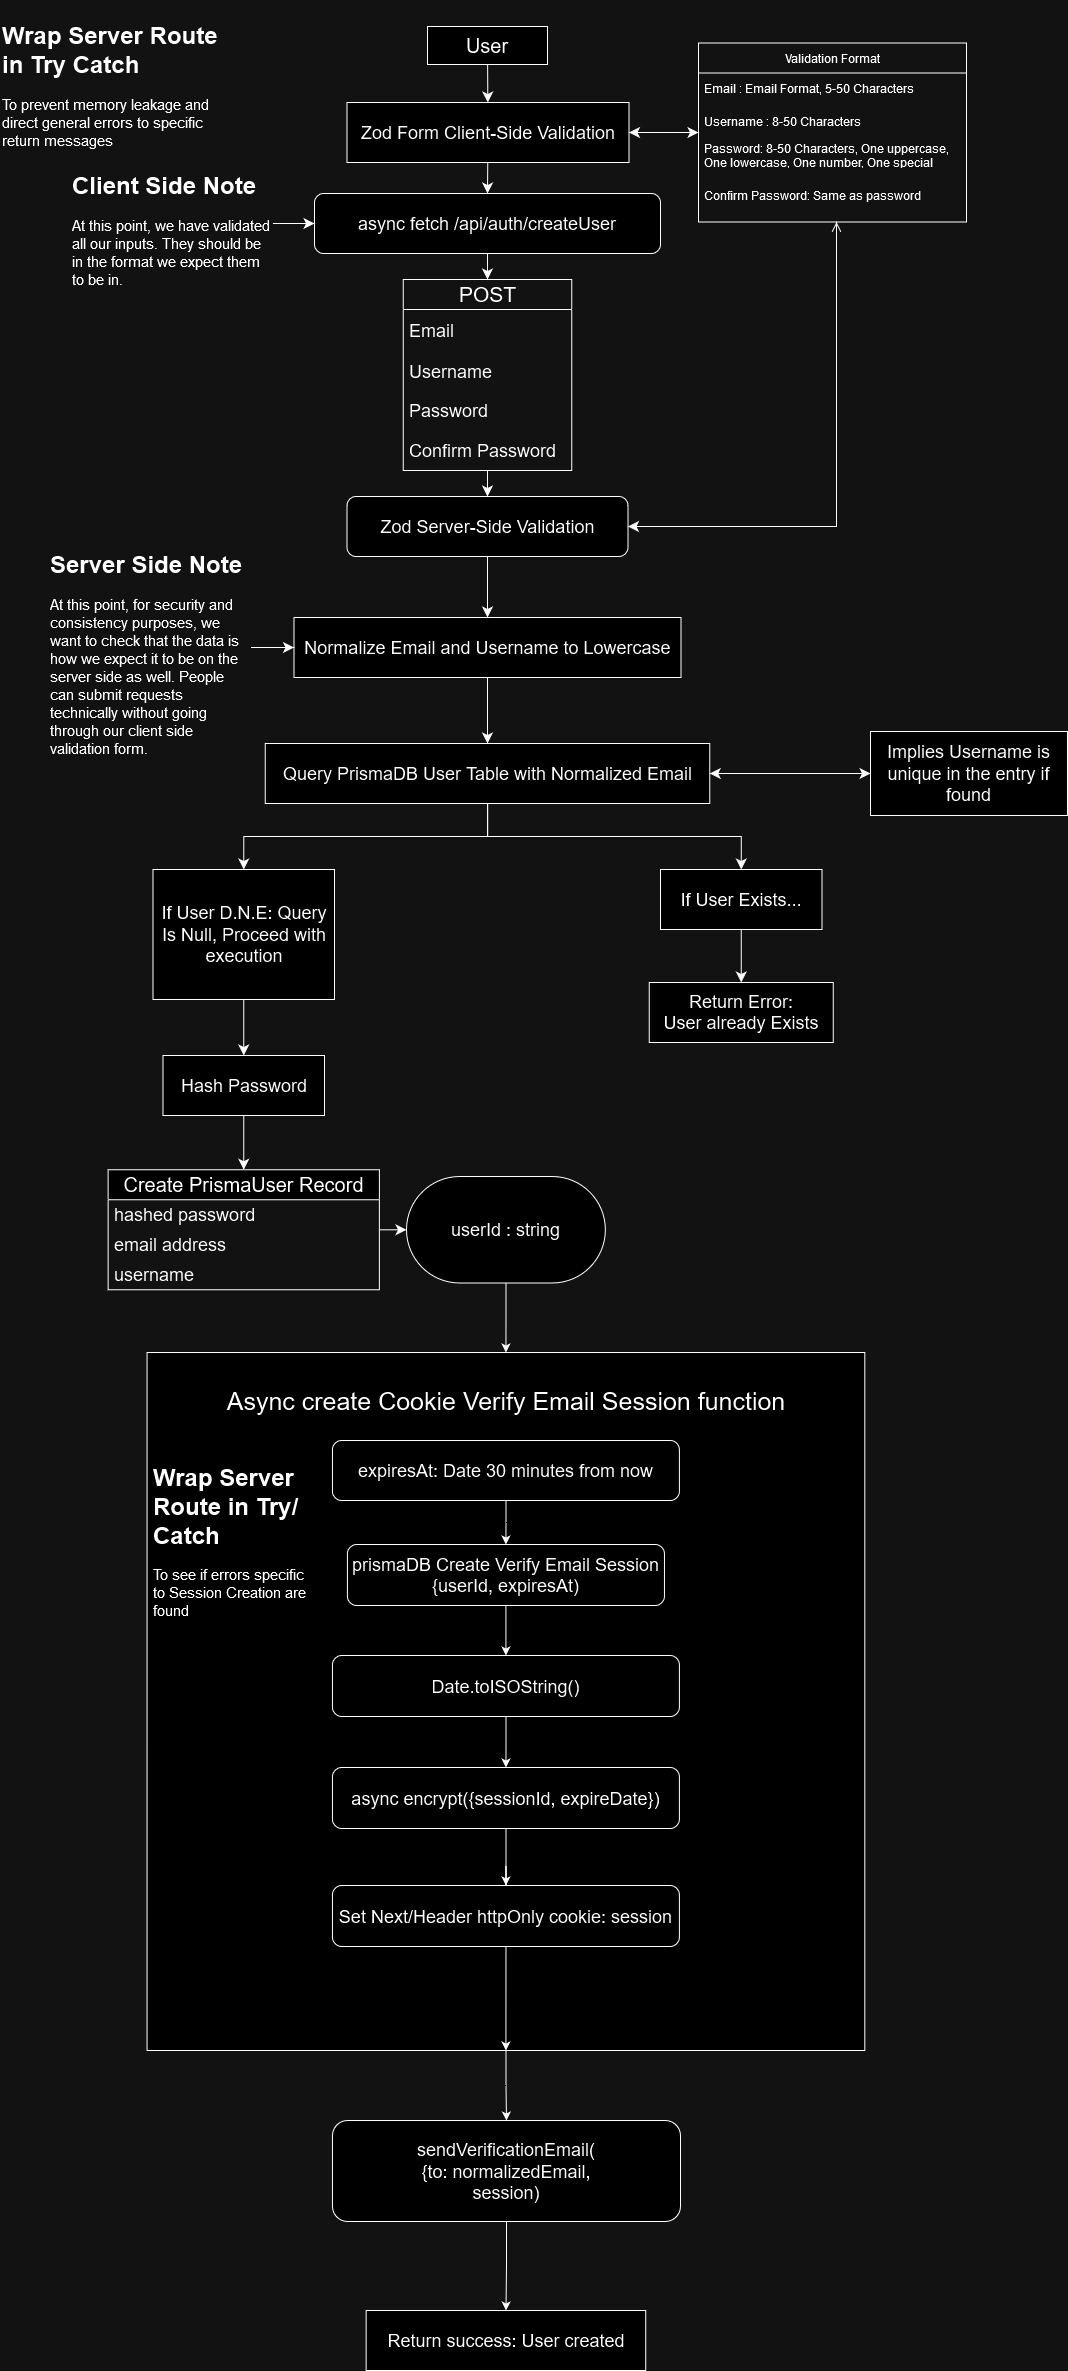 Wrap Server Route
in Try Catch
To prevent memory leakage and
direct general errors to specific
return messages
User
Zod Form Client-Side Validation
Validation Format
Email : Email Format, 5-50 Characters
Username : 8-50 Characters
Password: 8-50 Characters, One uppercase,
One lowercase, One number, One special
Confirm Password: Same as password
Client Side Note
At this point, we have validated
all our inputs. They should be
in the format we expect them
to be in.
async fetch /api/auth/createUser
POST
Email
Username
Password
Confirm Password
Zod Server-Side Validation
Server Side Note
At this point, for security and
consistency purposes, we
want to check that the data is
how we expect it to be on the
server side as well. People
can submit requests
technically without going
through our client side
validation form.
Normalize Email and Username to Lowercase
Query PrismaDB User Table with Normalized Email
Implies Username is
unique in the entry if
found
If User D.N.E: Query
Is Null, Proceed with
execution
If User Exists...
Return Error:
User already Exists
Hash Password
Create PrismaUser Record
hashed password
email address
username
userId : string
Async create Cookie Verify Email Session function
Wrap Server
Route in Try/
Catch
To see if errors specific
to Session Creation are
found
expiresAt: Date 30 minutes from now
prismaDB Create Verify Email Session
{userId, expiresAt)
Date.toISOString()
async encrypt({sessionId, expireDate})
Set Next/Header httpOnly cookie: session
sendVerificationEmail(
{to: normalizedEmail,
session)
Return success: User created